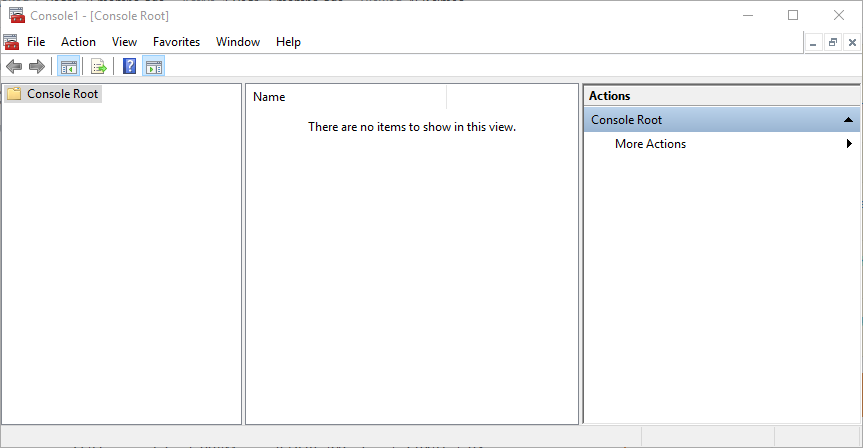 Console1 - [Console Root]
File Action View Favorites Window Help
Console Root
Name
There are no items to show in this view.
Actions
Console Root
More Actions